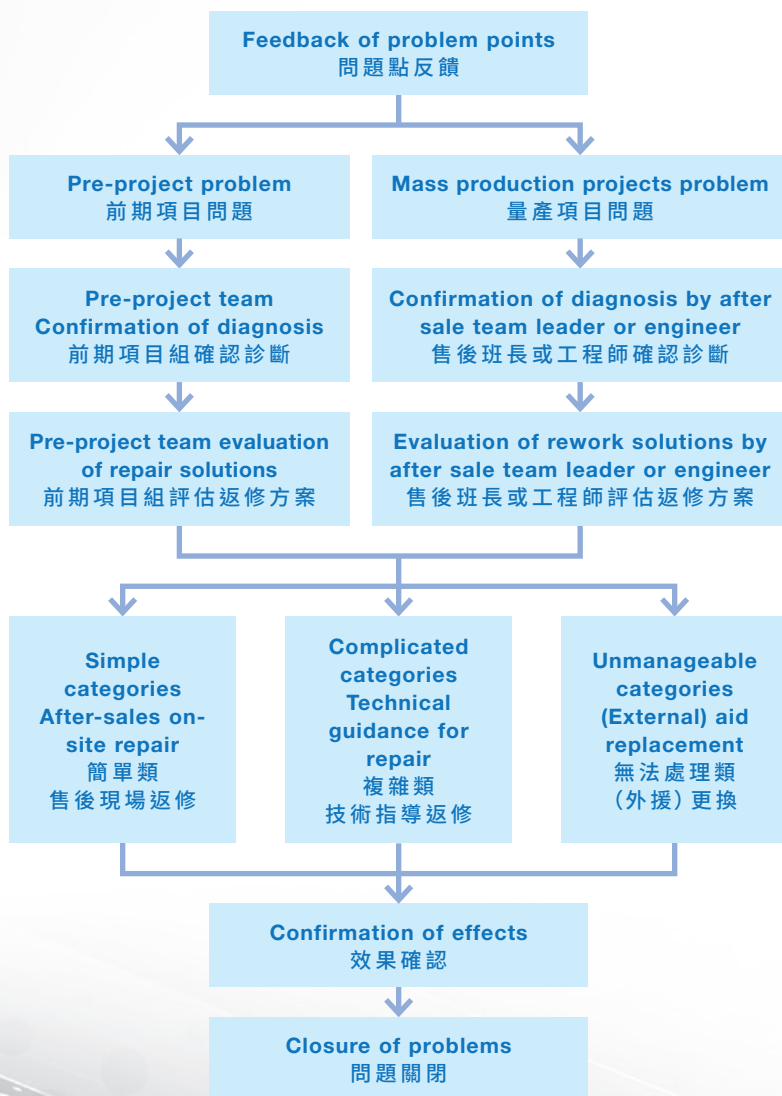 Feedback of problem points
問題點反饋
Pre-project problem
前期項目問題
Mass production projects problem
量產項目問題
Pre-project team
Confirmation of diagnosis
前期項目組確認診斷
Confirmation of diagnosis by after
sale team leader or engineer
售後班長或工程師確認診斷
Pre-project team evaluation
of repair solutions
前期項目組評估返修方案
Evaluation of rework solutions by
after sale team leader or engineer
售後班長或工程師評估返修方案
Simple
categories
After-sales on-
site repair
簡單類
售後現場返修
Complicated
categories
Technical
guidance for
repair
複雜類
技術指導返修
Unmanageable
categories
(External) aid
replacement
無法處理類
（外援）更換
Confirmation of effects
效果確認
Closure of problems
問題關閉